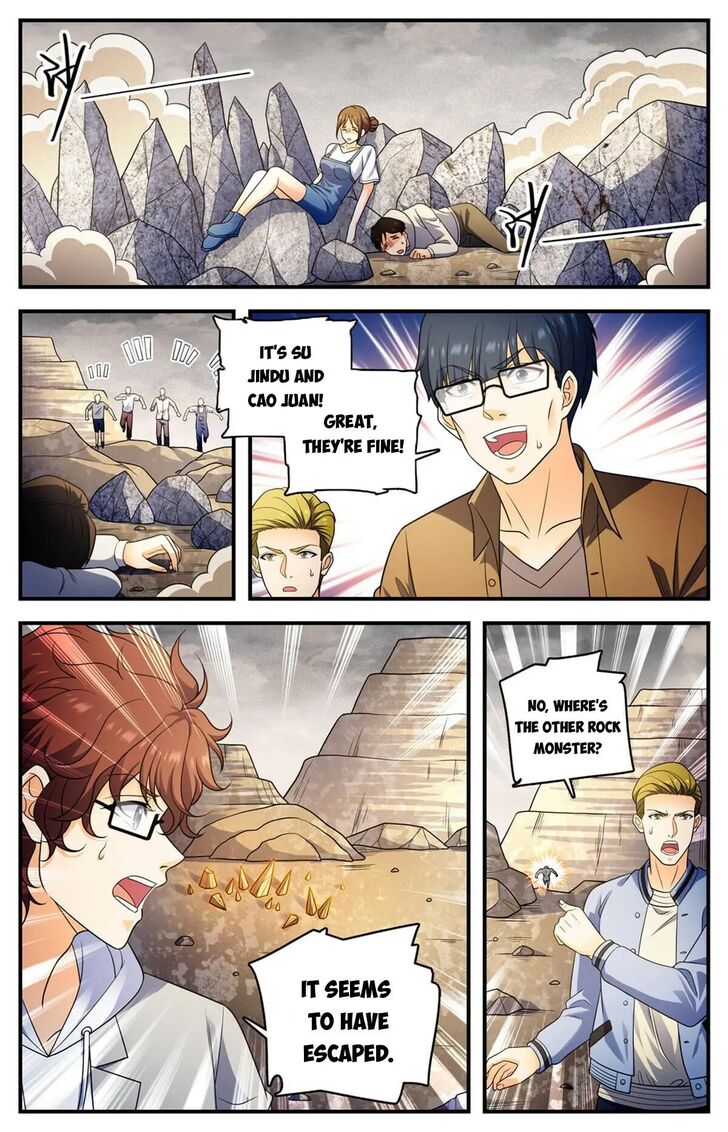 IT'S SU
JINDU AND
CAO JUAN!
GREAT,
THEY'RE FINE!
IT SEEMS
TO HAVE
ESCAPED.
NO, WHERE'S
THE OTHER ROCK
MONSTER?